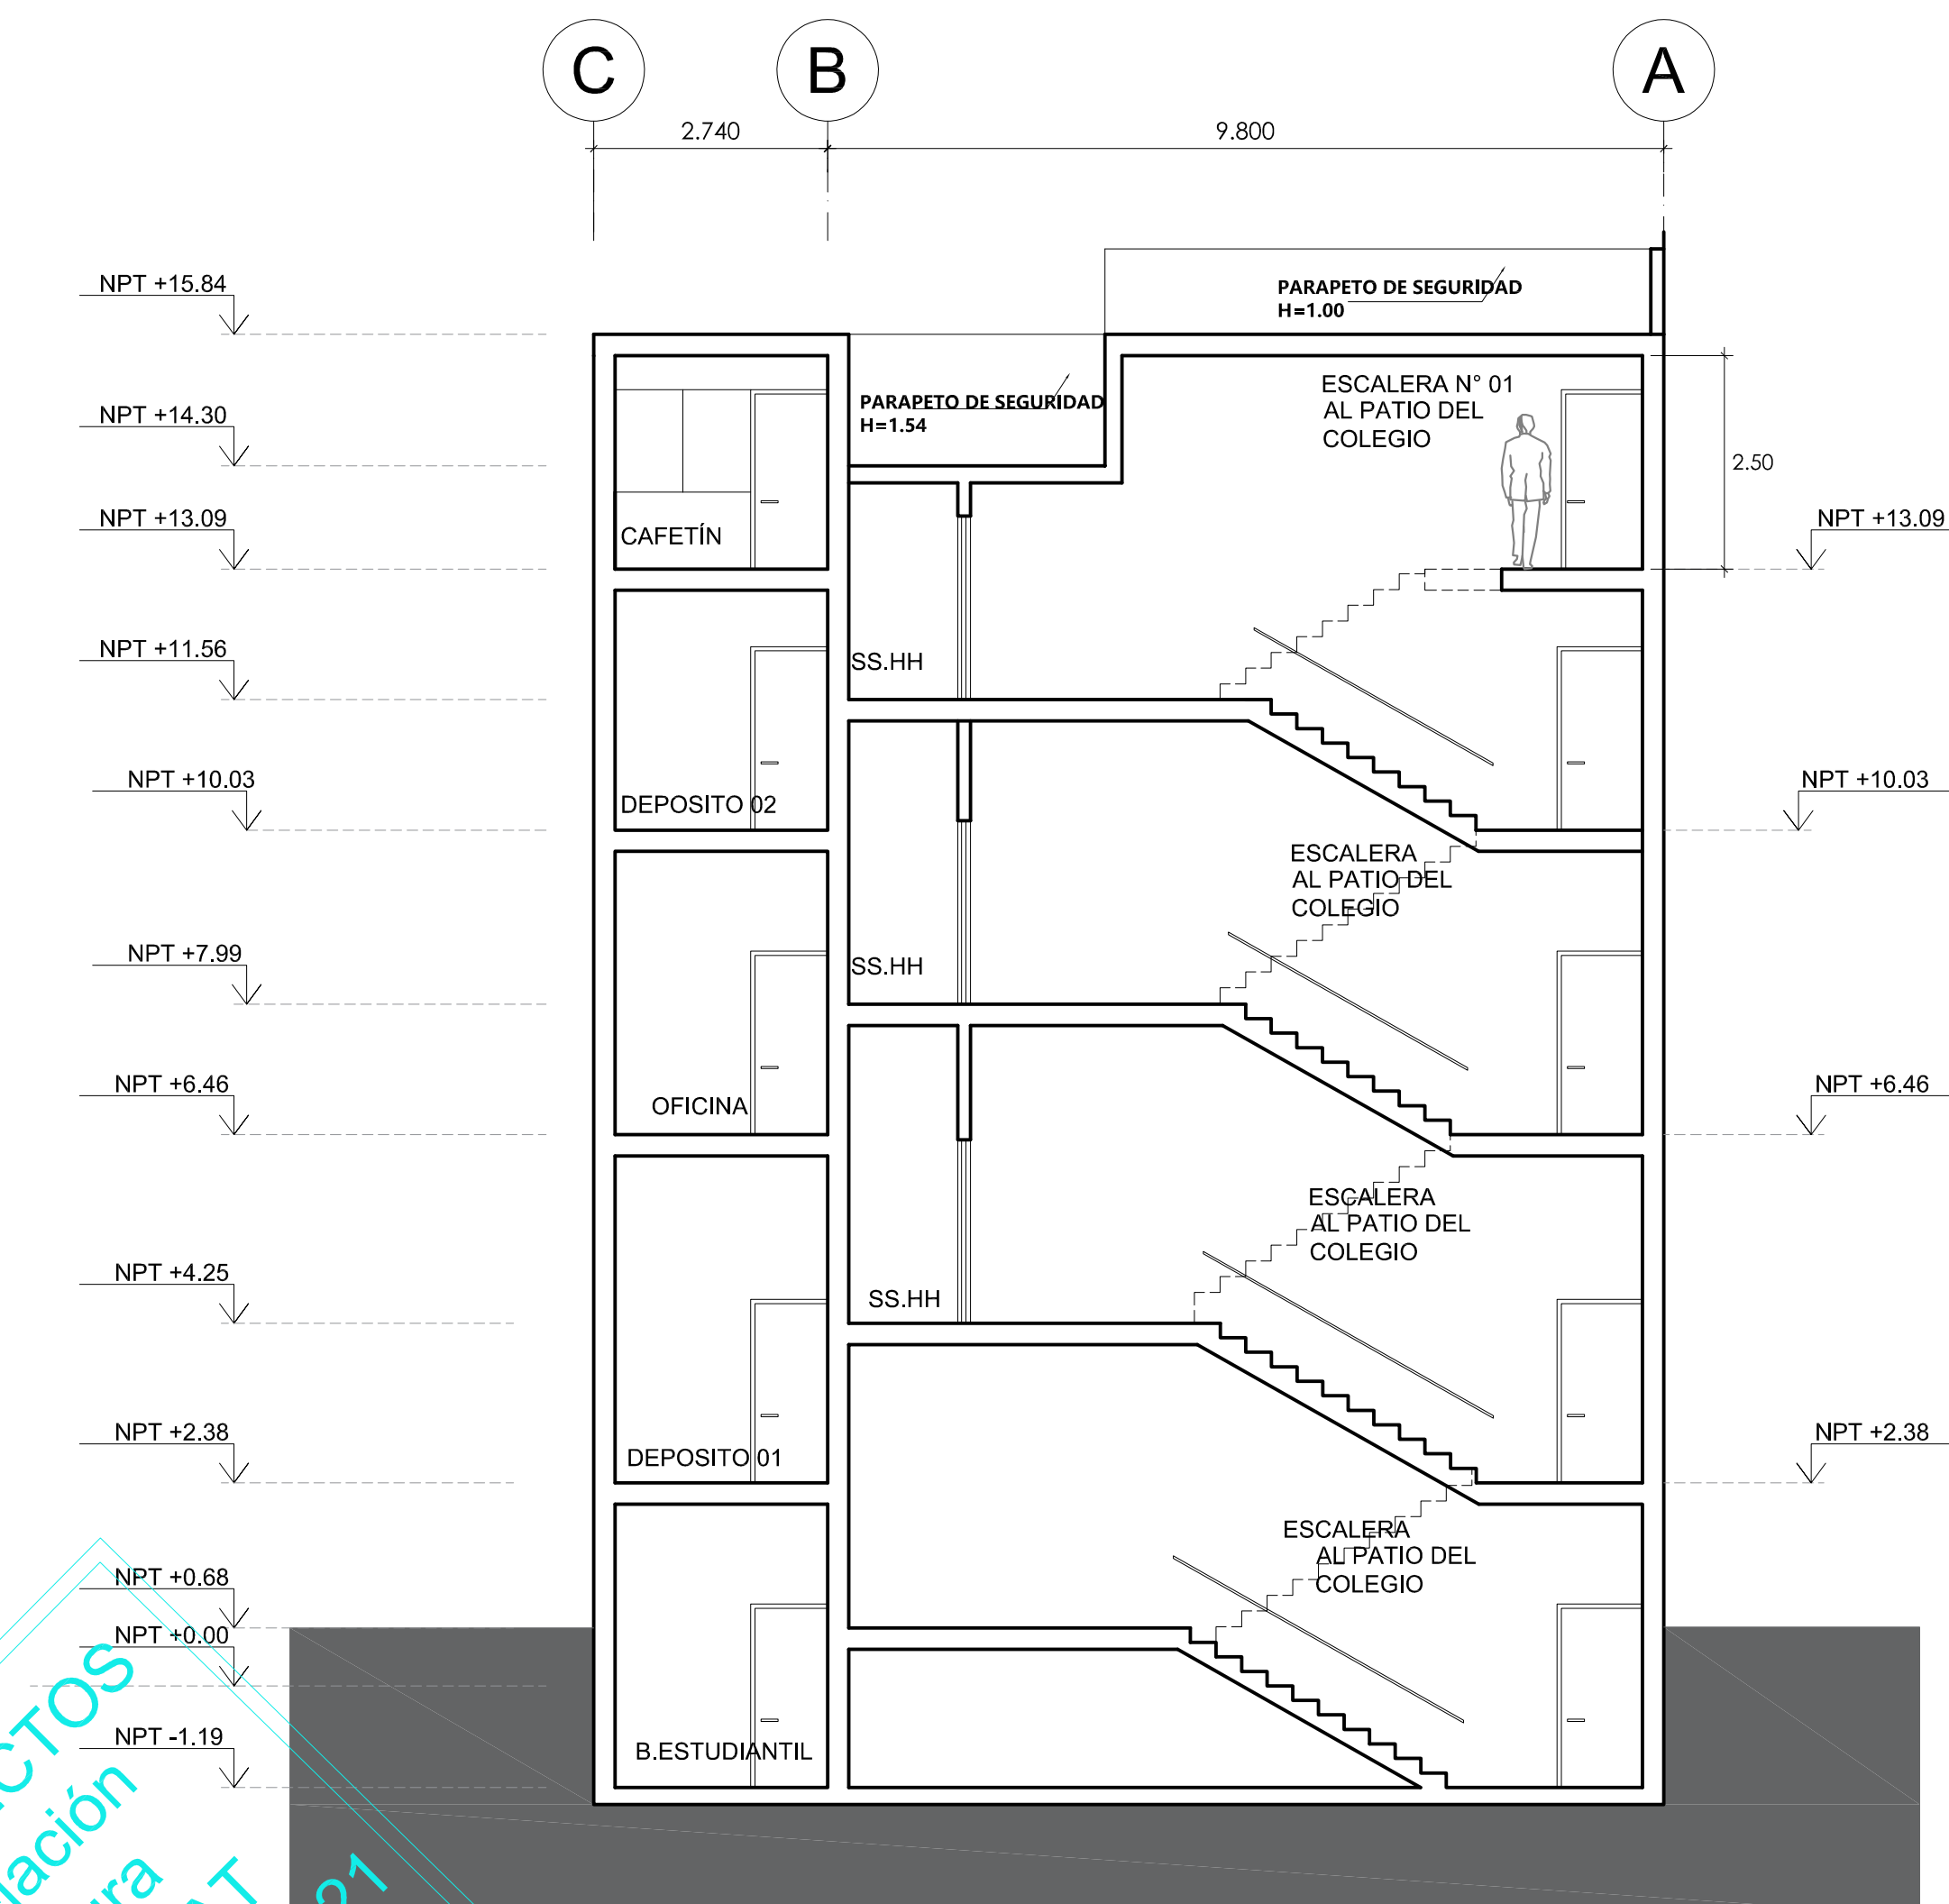 C
B
A
2.740
9.800
NPT +15.84
PARAPETO DE SEGURIDAD
H=1.00
ESCALERA N° 01
AL PATIO DEL
COLEGIO
PARAPETO DE SEGURIDAD
H=1.54
NPT +14.30
2.50
NPT +13.09
CAFETÍN
NPT +13.09
NPT +11.56
SS.HH
NPT +10.03
DEPOSITO 02
NPT +10.03
ESCALERA
AL PATIO DEL
COLEGIO
NPT +7.99
SS.HH
NPT +6.46
OFICINA
NPT +6.46
ESCALERA
AL PATIO DEL
COLEGIO
NPT +4.25
SS.HH
NPT +2.38
DEPOSITO 01
NPT +2.38
ESCALERA
AL PATIO DEL
COLEGIO
NPT +0.68
NPT +0.00
NPT -1.19
B.ESTUDIANTIL